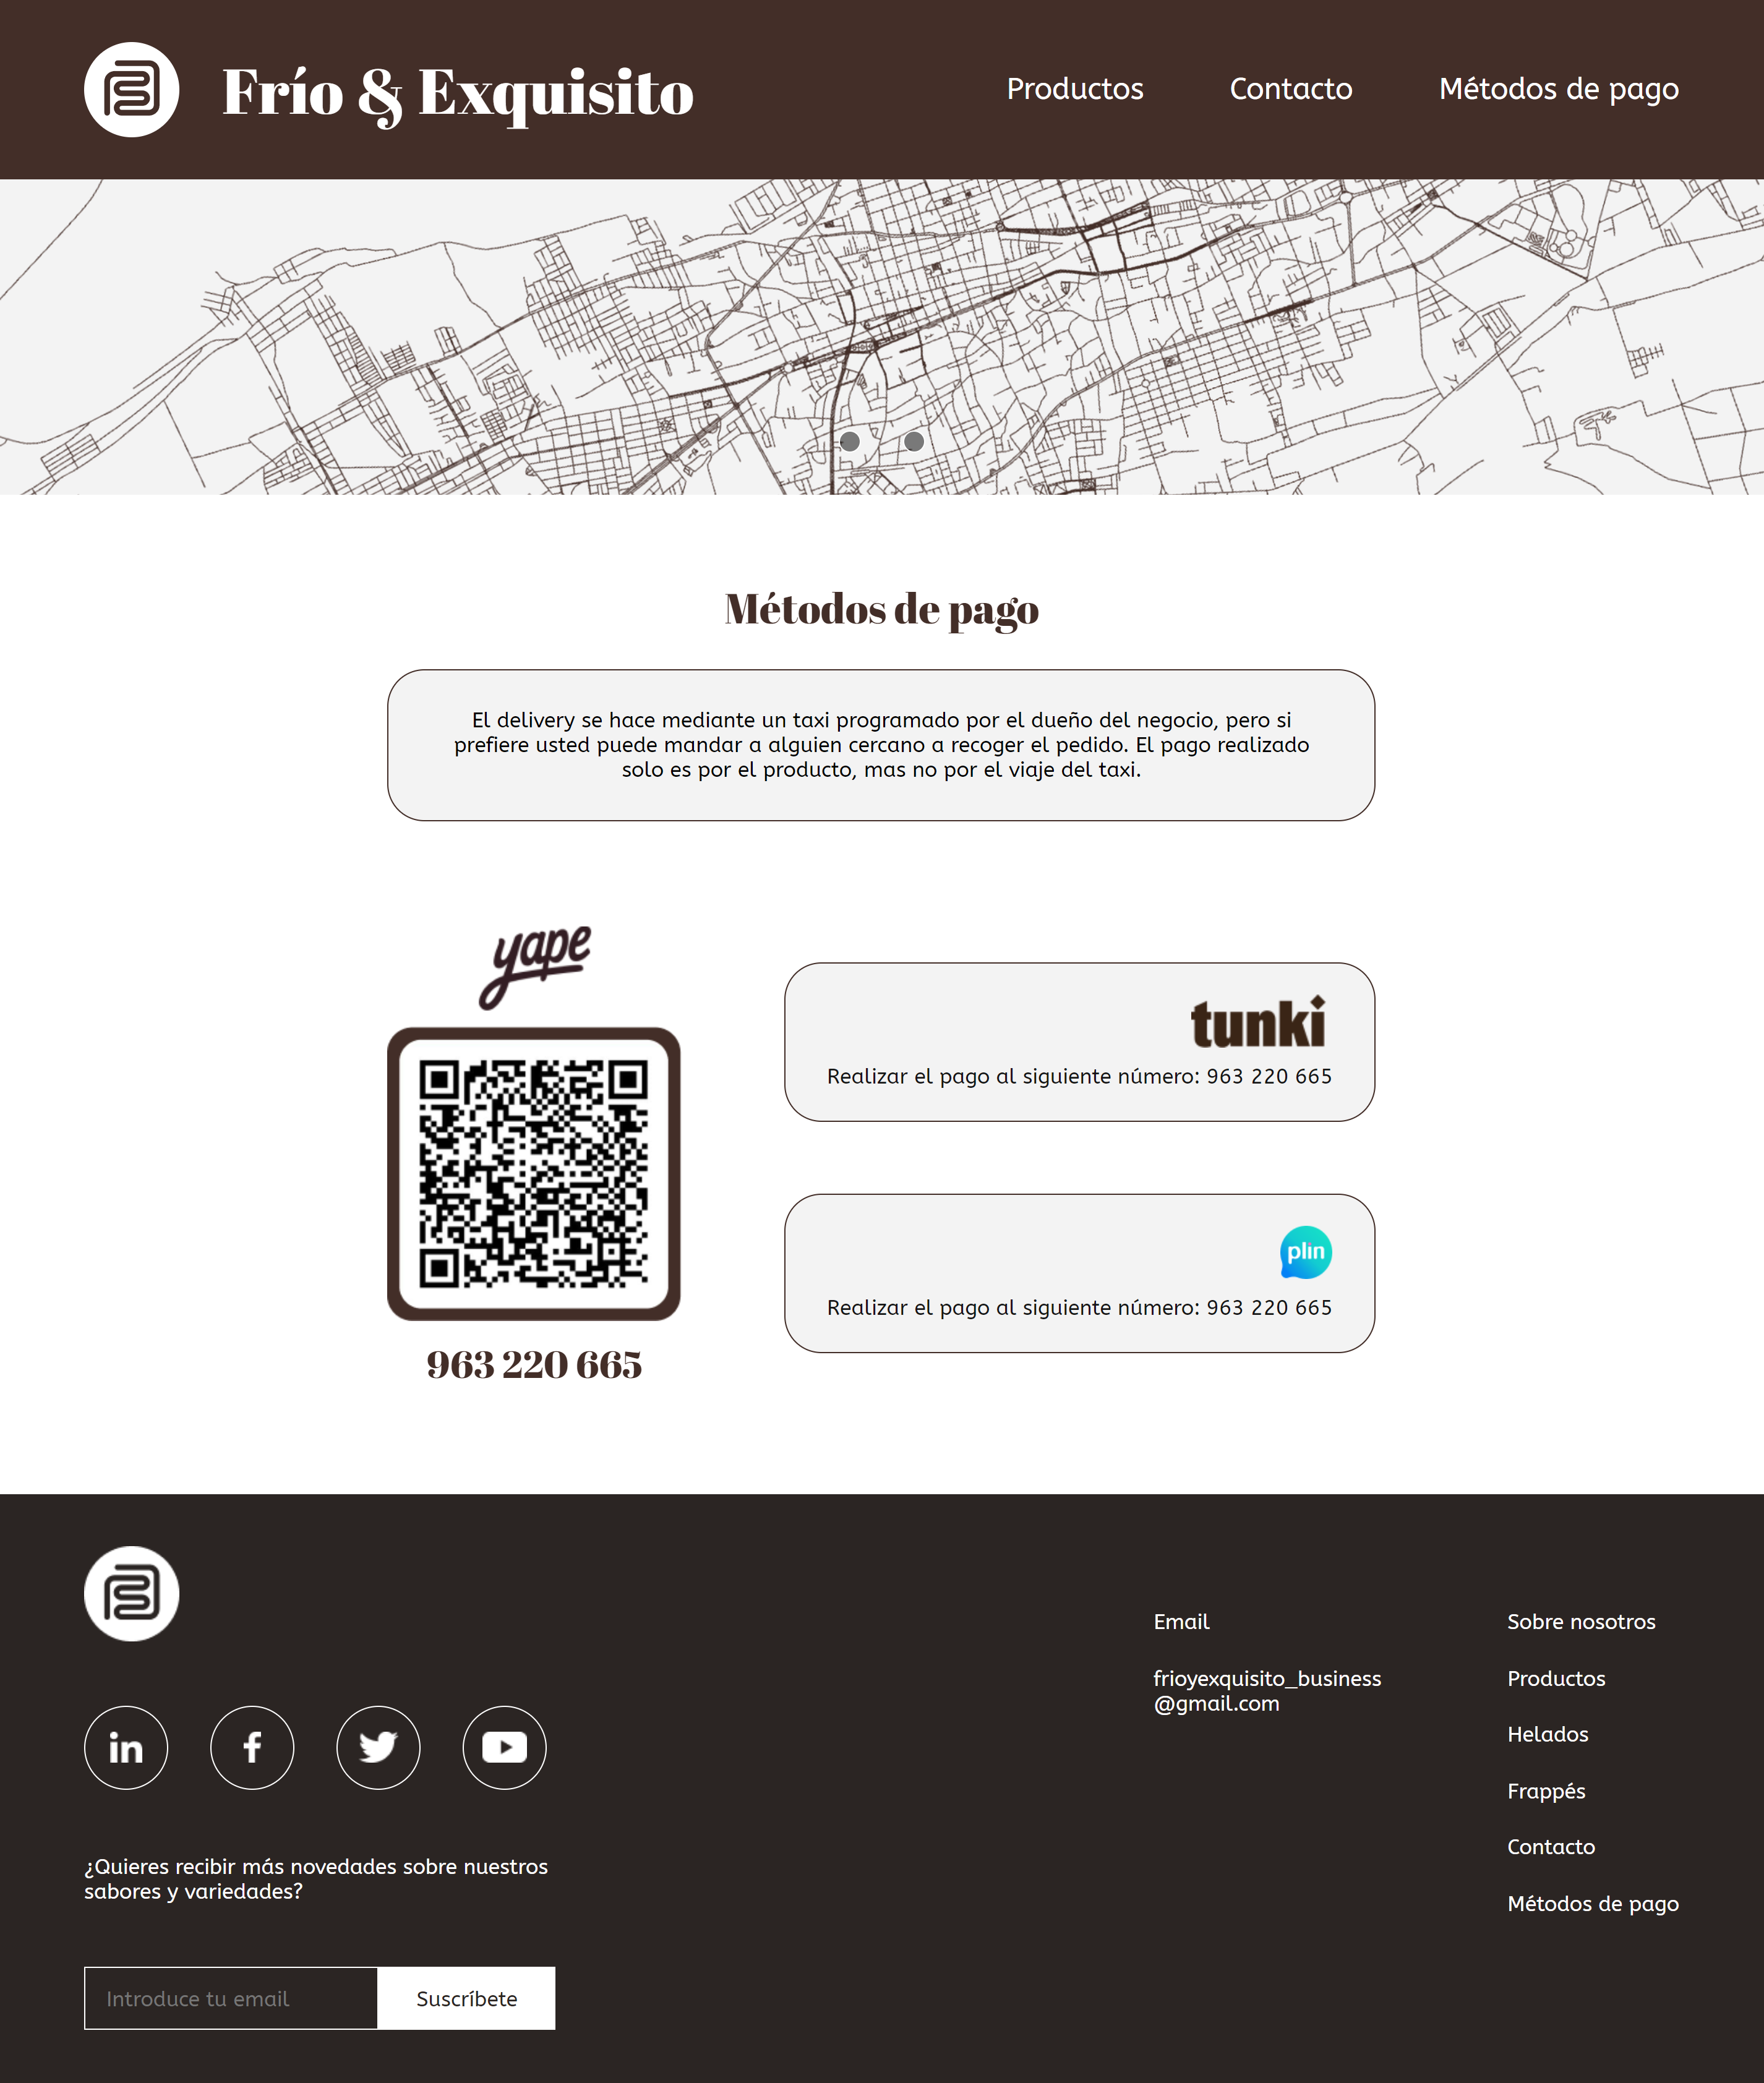 Frío & Exquisito
Productos
Contacto
Métodos de pago
Métodos de pago
El delivery se hace mediante un taxi programado por el dueño del negocio, pero si
prefiere usted puede mandar a alguien cercano a recoger el pedido. El pago realizado
solo es por el producto, mas no por el viaje del taxi.
yape
963 220 665
tunki
Realizar el pago al siguiente número: 963 220 665
plin
Realizar el pago al siguiente número: 963 220 665
in
f
¿Quieres recibir más novedades sobre nuestros
sabores y variedades?
Introduce tu email
Suscríbete
Email
frioyexquisito_business
@gmail.com
Sobre nosotros
Productos
Helados
Frappés
Contacto
Métodos de pago